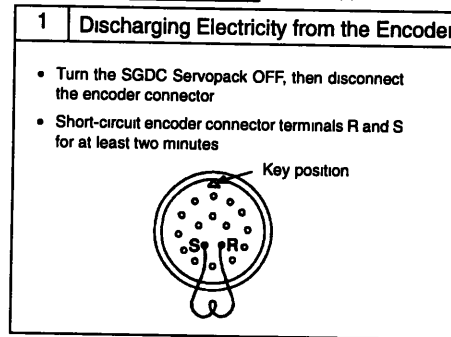 1 Discharging Electricity from the Encoder
• Turn the SGDC Servopack OFF, then disconnect
the encoder connector
• Short-circuit encoder connector terminals R and S
for at least two minutes
Key position
S R